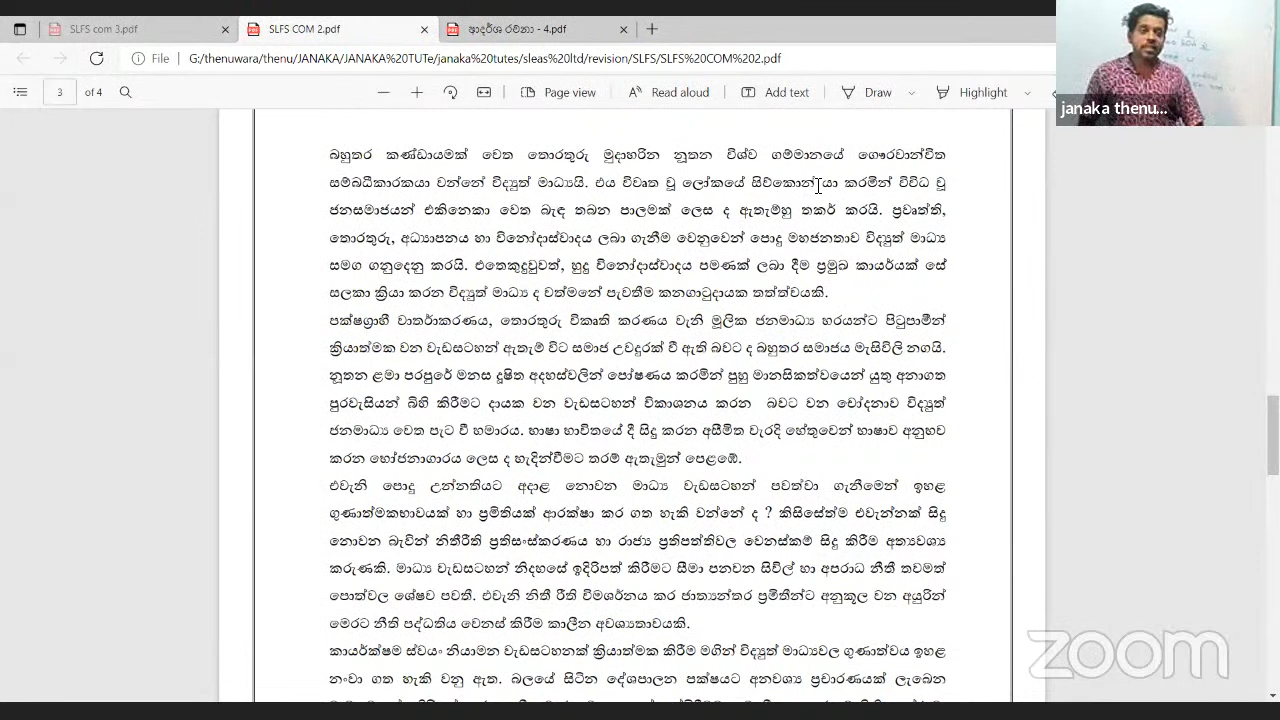 SLFS com 3.pdf
SLFS COM 2.pdf
ආදර්ශ රචනා - 4.pdf
File
G:/thenuwara/thenu/JANAKA/JANAKA%20TUTe/janaka%20tutes/sleas%20ltd/revision/SLFS/SLFS%20COM%202.pdf
3 of 4
Page view
Read aloud
Add text
Draw
Highlight
janaka thenu...
බහුතර කණ්ඩායමක් වෙත තොරතුරු මුදාහරින නූතන විශ්ව ගම්මානයේ ගෞරවාන්විත
සම්බන්ධීකාරකයා වන්නේ විද්‍යුත් මාධ්‍යයි. එය විවෘත වූ ලෝකයේ සිව්කොන් යා කරමින් විවිධ වූ
ජනසමාජයන් එකිනෙකා වෙත බැඳ තබන පාලමක් ලෙස ද ඇතැම්හු තර්ක කරයි. ප්‍රවෘත්ති,
තොරතුරු, අධ්‍යාපනය හා විනෝදාස්වාදය ලබා ගැනීම වෙනුවෙන් පොදු මහජනතාව විද්‍යුත් මාධ්‍ය
සමග ගනුදෙනු කරයි. එතෙකුදුවුවත්, හුදු විනෝදාස්වාදය පමණක් ලබා දීම ප්‍රමුඛ කාර්යයක් සේ
සලකා ක්‍රියා කරන විද්‍යුත් මාධ්‍ය ද වත්මනේ පැවතීම කනගාටුදායක තත්ත්වයකි.
පක්ෂග්‍රාහී වාර්තාකරණය, තොරතුරු විකෘති කරණය වැනි මූලික ජනමාධ්‍ය හරයන්ට පිටුපාමින්
ක්‍රියාත්මක වන වැඩසටහන් ඇතැම් විට සමාජ උවදුරක් වී ඇති බවට ද බහුතර සමාජය මැසිවිලි නගයි.
නූතන ළමා පරපුරේ මනස දූෂිත අදහස්වලින් පෝෂණය කරමින් පුහු මානසිකත්වයෙන් යුතු අනාගත
පුරවැසියන් බිහි කිරීමට දායක වන වැඩසටහන් විකාශනය කරන බවට වන චෝදනාව විද්‍යුත්
ජනමාධ්‍ය වෙත පැට වී හමාරය. භාෂා භාවිතයේ දී සිදු කරන අසීමිත වැරදි හේතුවෙන් භාෂාව අනුභව
කරන භෝජනාගාරය ලෙස ද හැඳින්වීමට තරම් ඇතැමුන් පෙළඹේ.
එවැනි පොදු උන්නතියට අදාළ නොවන මාධ්‍ය වැඩසටහන් පවත්වා ගැනීමෙන් ඉහළ
ගුණාත්මකභාවයක් හා ප්‍රමිතියක් ආරක්ෂා කර ගත හැකි වන්නේ ද ? කිසිසේත්ම එවැන්නක් සිදු
නොවන බැවින් නීතිරීති ප්‍රතිසංස්කරණය හා රාජ්‍ය ප්‍රතිපත්තිවල වෙනස්කම් සිදු කිරීම අත්‍යවශ්‍ය
කරුණකි. මාධ්‍ය වැඩසටහන් නිදහසේ ඉදිරිපත් කිරීමට සීමා පනවන සිවිල් හා අපරාධ නීති තවමත්
පොත්වල ශේෂව පවතී. එවැනි නීති රීති විමර්ශනය කර ජාත්‍යන්තර ප්‍රමිතීන්ට අනුකූල වන අයුරින්
මෙරට නීති පද්ධතිය වෙනස් කිරීම කාලීන අවශ්‍යතාවයකි.
කාර්යක්ෂම ස්වයං නියාමන වැඩසටහනක් ක්‍රියාත්මක කිරීම මගින් විද්‍යුත් මාධ්‍යවල ගුණාත්වය ඉහළ
නංවා ගත හැකි වනු ඇත. බලයේ සිටින දේශපාලන පක්ෂයට අනවශ්‍ය ප්‍රචාරණයක් ලැබෙන
zoom